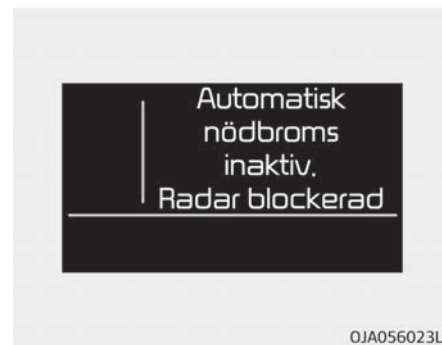 Automatisk
nödbroms
inaktiv.
Radar blockerad
OJA056023L